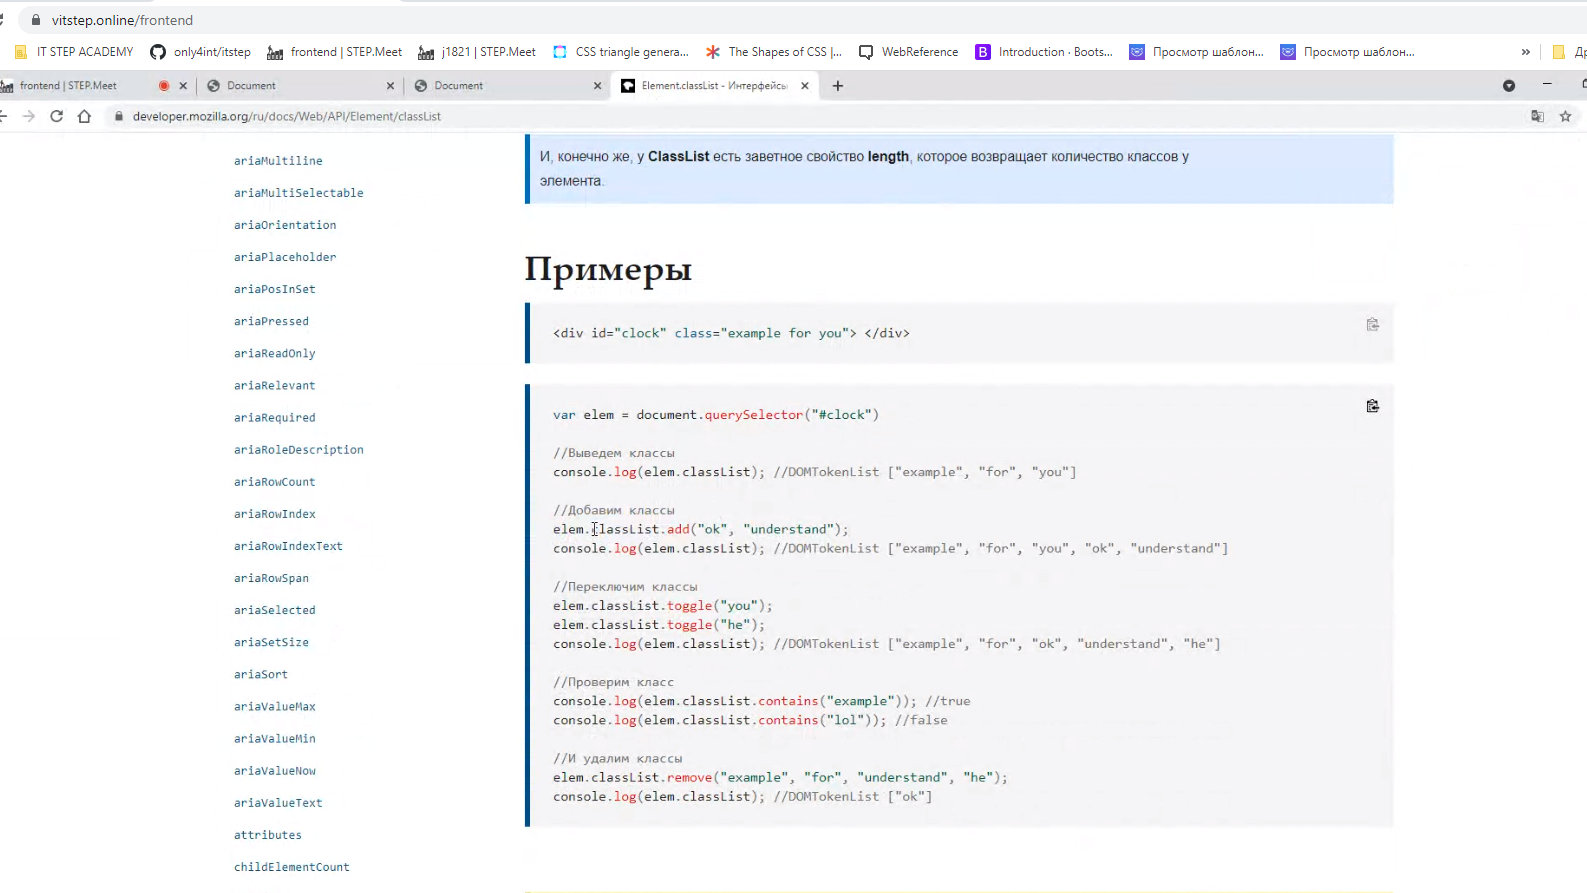 vitstep.online/frontend
IT STEP ACADEMY
only4int/itstep
frontend | STEP.Meet
j1821 | STEP.Meet
CSS triangle genera...
The Shapes of CSS |...
WebReference
B Introduction · Boots...
Просмотр шаблон...
Просмотр шаблон...
»
frontend | STEP.Meet
Document
Document
Element.classList - Интерфейсы
developer.mozilla.org/ru/docs/Web/API/Element/classList
ariaMultiline
ariaMultiSelectable
ariaOrientation
ariaPlaceholder
ariaPosInSet
ariaPressed
ariaReadOnly
ariaRelevant
ariaRequired
ariaRoleDescription
ariaRowCount
ariaRowIndex
ariaRowIndexText
ariaRowSpan
ariaSelected
ariaSetSize
ariaSort
ariaValueMax
ariaValueMin
ariaValueNow
ariaValueText
attributes
childElementCount
И, конечно же, у ClassList есть заветное свойство length, которое возвращает количество классов у
элемента.
Примеры
<div id="clock" class="example for you"> </div>
var elem = document.querySelector("#clock")
//Выведем классы
console.log(elem.classList); //DOMTokenList ["example", "for", "you"]
//Добавим классы
elem.classList.add("ok", "understand");
console.log(elem.classList); //DOMTokenList ["example", "for", "you", "ok", "understand"]
//Переключим классы
elem.classList.toggle("you");
elem.classList.toggle("he");
console.log(elem.classList); //DOMTokenList ["example", "for", "ok", "understand", "he"]
//Проверим класс
console.log(elem.classList.contains("example")); //true
console.log(elem.classList.contains("lol")); //false
//И удалим классы
elem.classList.remove("example", "for", "understand", "he");
console.log(elem.classList); //DOMTokenList ["ok"]